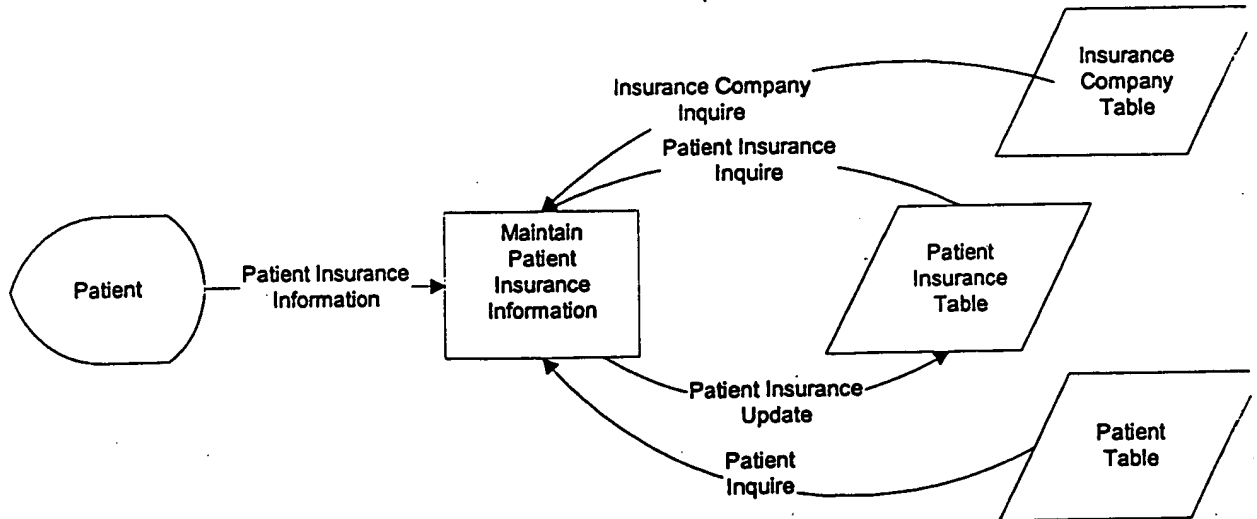 Insurance
Company
Table
Insurance Company
Inquire
Patient Insurance
Inquire
Maintain
Patient
Insurance
Information
Patient
Patient Insurance
Information
Patient
Insurance
Table
Patient Insurance
Update
Patient
Inquire
Patient
Table